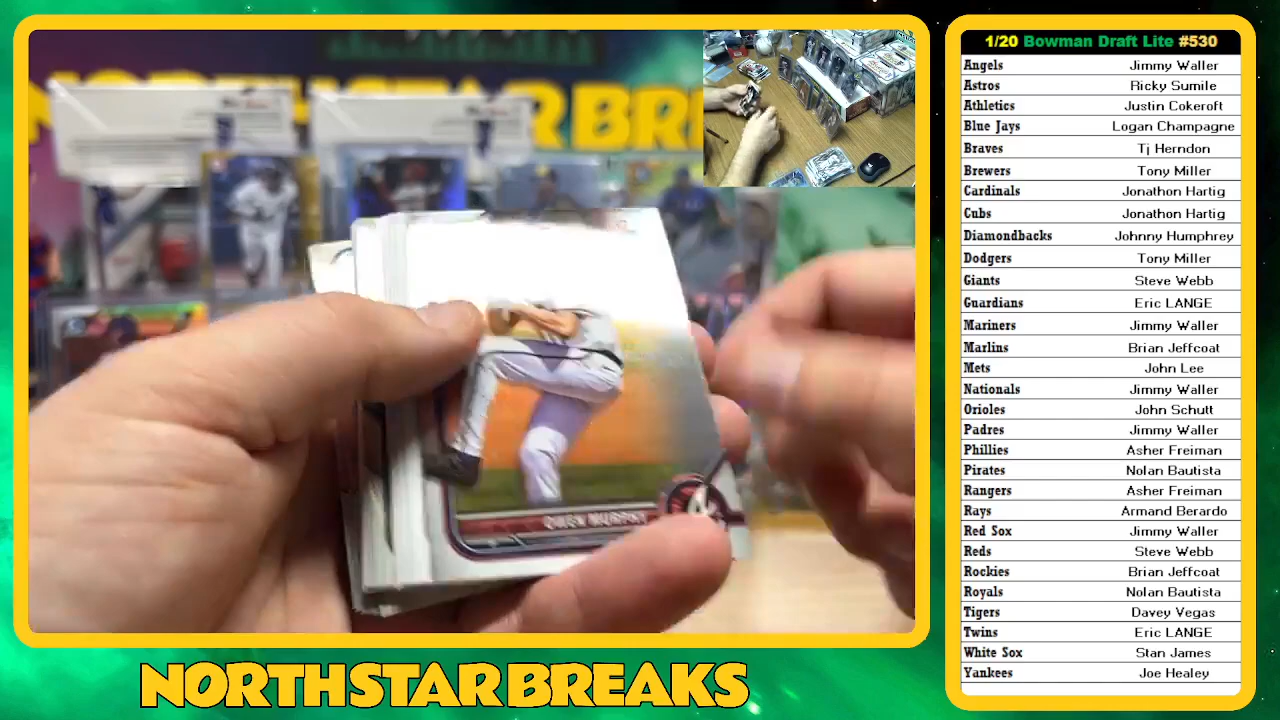 1/20 Bowman Draft Lite #530
Angels Jimmy Waller
Astros Ricky Sumile
Athletics Justin Cokeroft
Blue Jays Logan Champagne
Braves Tj Herndon
Brewers Tony Miller
Cardinals Jonathon Hartig
Cubs Jonathon Hartig
Diamondbacks Johnny Humphrey
Dodgers Tony Miller
Giants Steve Webb
Guardians Eric LANGE
Mariners Jimmy Waller
Marlins Brian Jeffcoat
Mets John Lee
Nationals Jimmy Waller
Orioles John Schutt
Padres Jimmy Waller
Phillies Asher Freiman
Pirates Nolan Bautista
Rangers Asher Freiman
Rays Armand Berardo
Red Sox Jimmy Waller
Reds Steve Webb
Rockies Brian Jeffcoat
Royals Nolan Bautista
Tigers Davey Vegas
Twins Eric LANGE
White Sox Stan James
Yankees Joe Healey
OWEN MURPHY
NORTHSTAR BREAKS